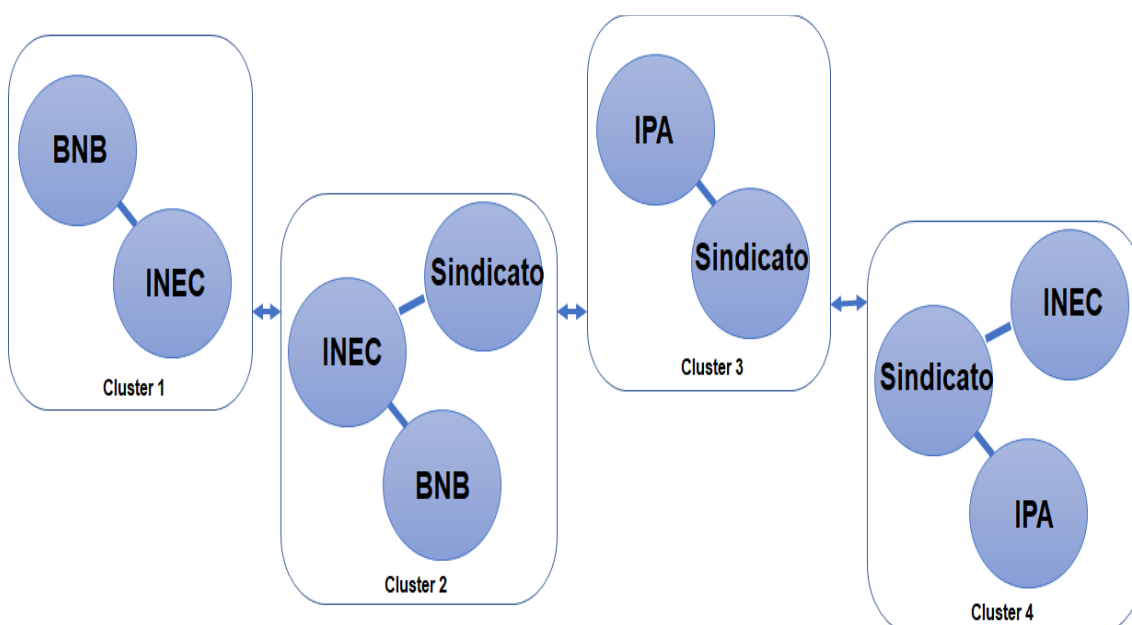 BNB
INEC
Cluster 1
Sindicato
INEC
BNB
Cluster 2
IPA
Sindicato
Cluster 3
INEC
Sindicato
IPA
Cluster 4